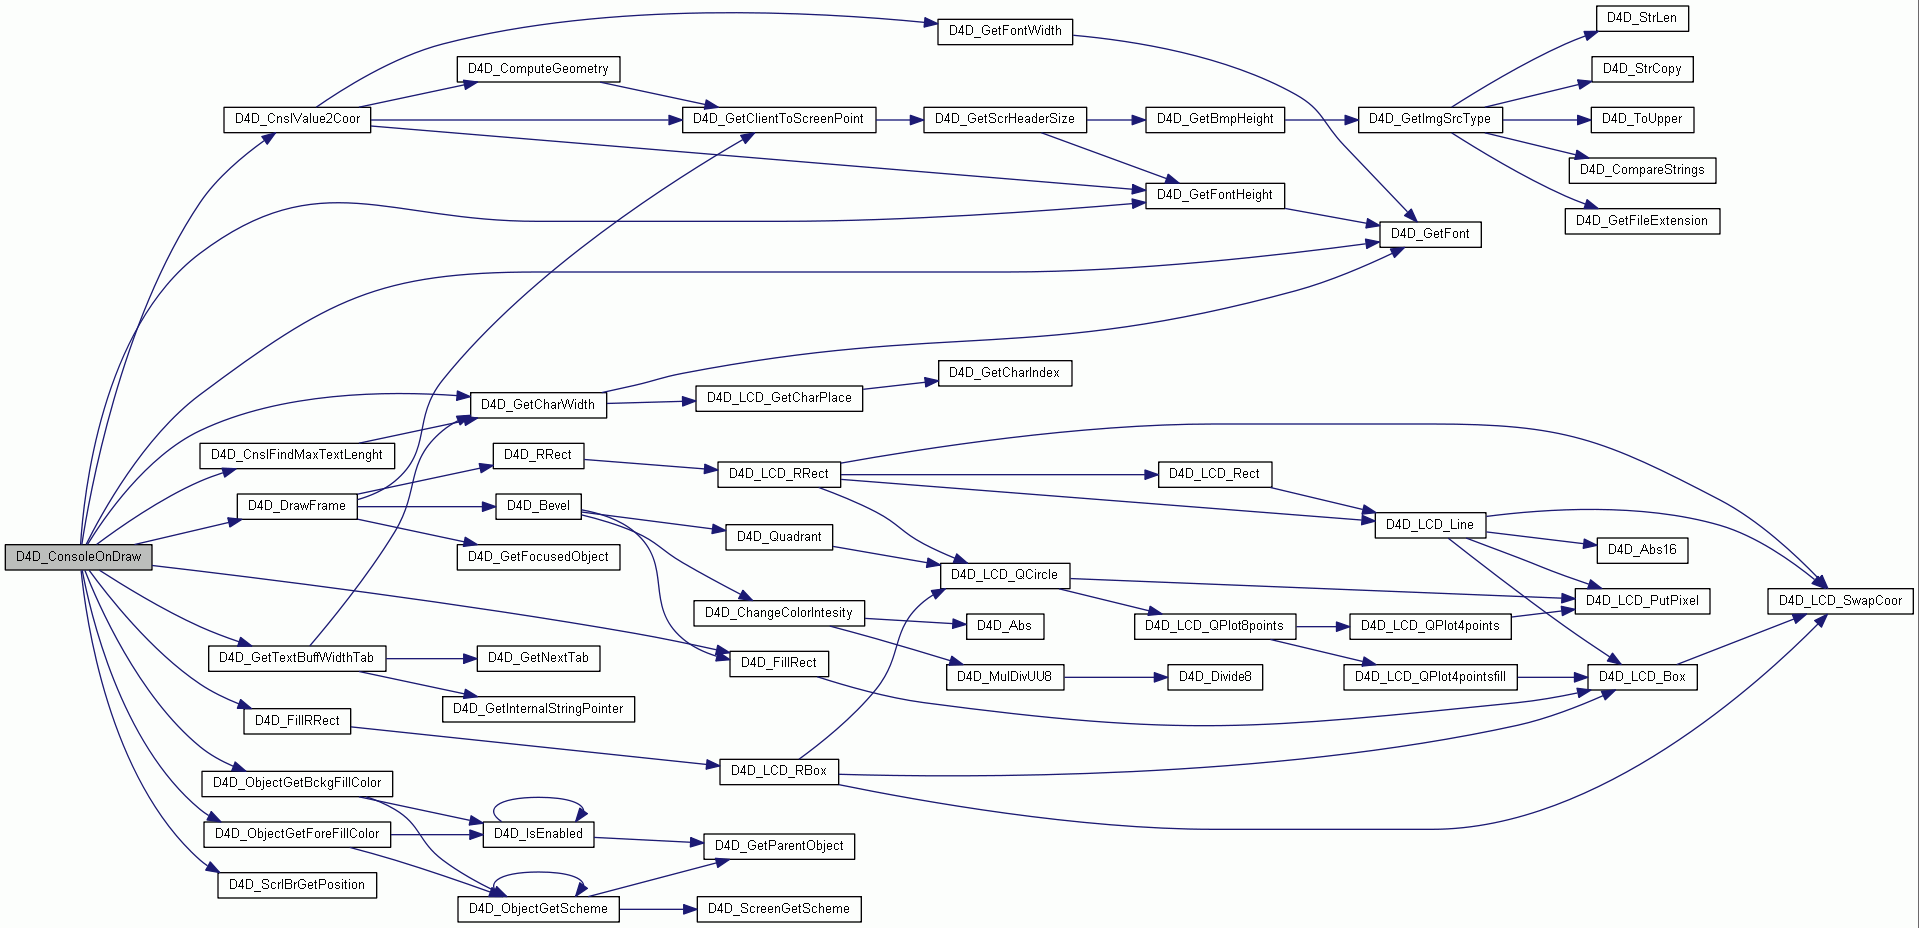 D4D_StrLen
D4D_GetFontWidth
D4D_ComputeGeometry
D4D_StrCopy
D4D_CnslValue2Coor
D4D_GetClientToScreenPoint
D4D_GetScrHeaderSize
D4D_GetBmpHeight
D4D_GetImgSrcType
D4D_ToUpper
D4D_CompareStrings
D4D_GetFontHeight
D4D_GetFileExtension
D4D_GetFont
D4D_GetCharIndex
D4D_GetCharWidth
D4D_LCD_GetCharPlace
D4D_CnslFindMaxTextLenght
D4D_RRect
D4D_LCD_RRect
D4D_LCD_Rect
D4D_DrawFrame
D4D_Bevel
D4D_LCD_Line
D4D_Quadrant
D4D_ConsoleOnDraw
D4D_GetFocusedObject
D4D_Abs16
D4D_LCD_QCircle
D4D_LCD_PutPixel
D4D_LCD_SwapCoor
D4D_ChangeColorIntesity
D4D_Abs
D4D_LCD_QPlot8points
D4D_LCD_QPlot4points
D4D_GetTextBuffWidthTab
D4D_GetNextTab
D4D_FillRect
D4D_MulDivUU8
D4D_Divide8
D4D_LCD_QPlot4pointsfill
D4D_LCD_Box
D4D_GetInternalStringPointer
D4D_FillRRect
D4D_LCD_RBox
D4D_ObjectGetBckgFillColor
D4D_ObjectGetForeFillColor
D4D_IsEnabled
D4D_GetParentObject
D4D_ScrlBrGetPosition
D4D_ObjectGetScheme
D4D_ScreenGetScheme